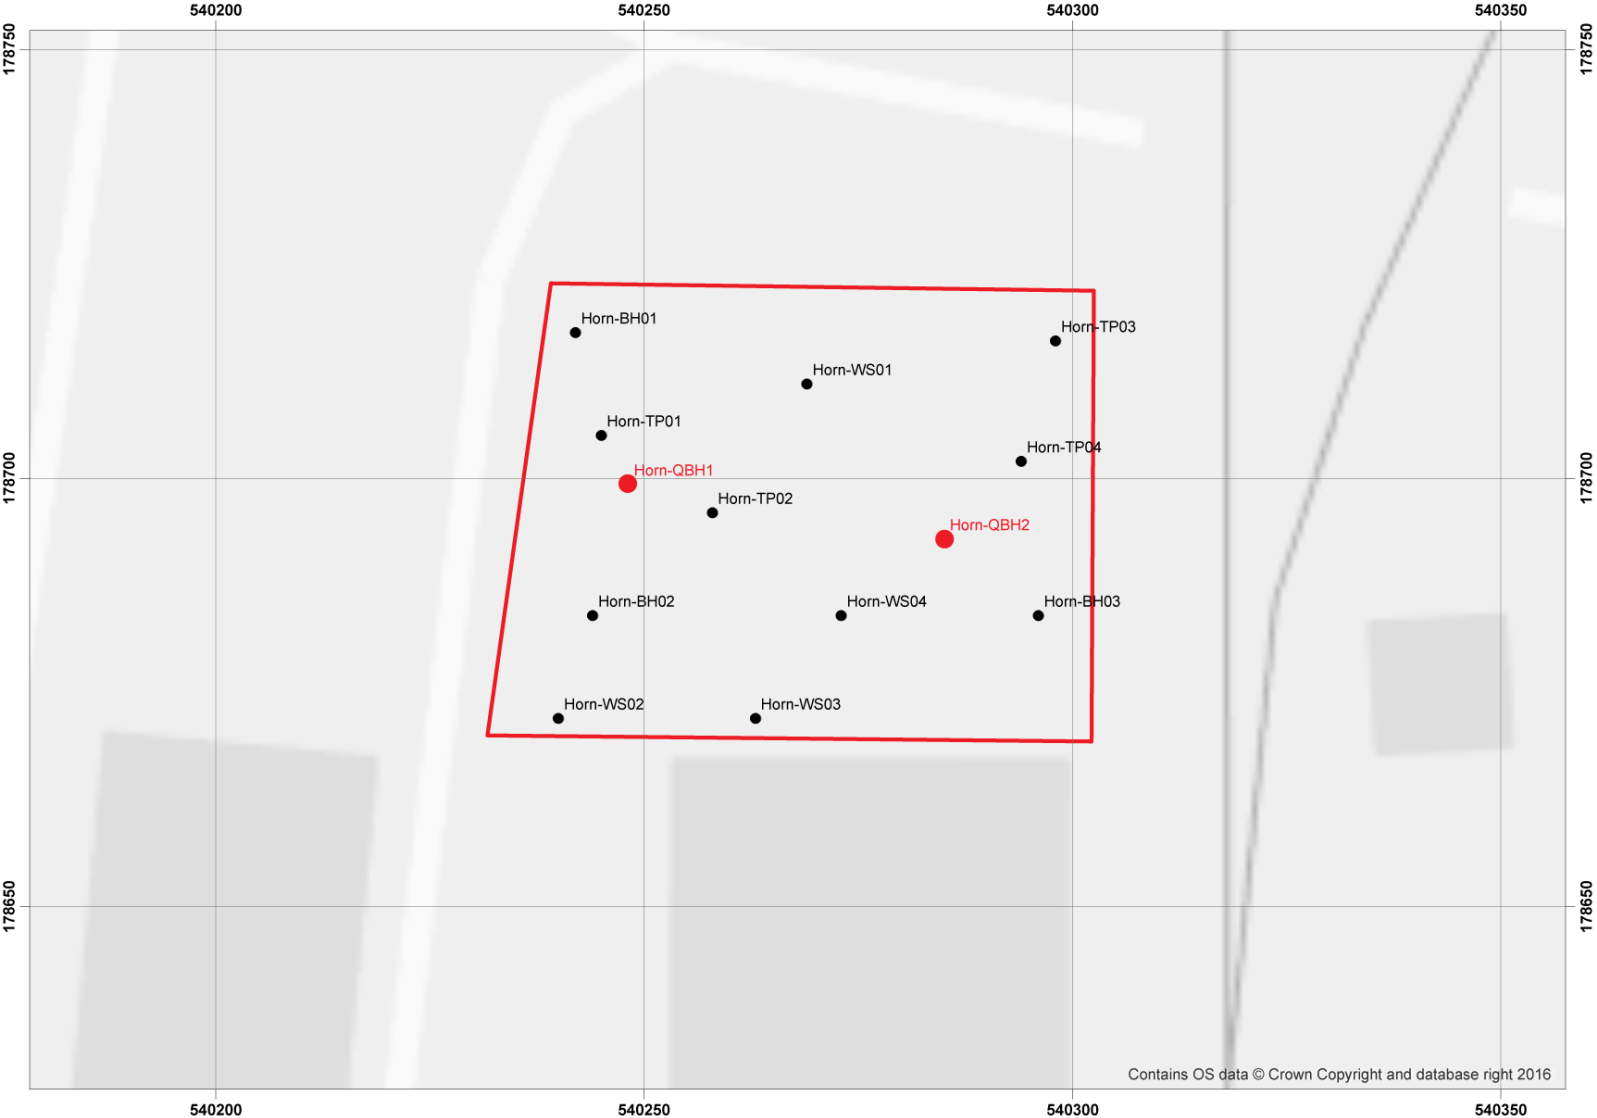 540200 540250 540300 540350
178750 178750
Horn-BH01
Horn-TP03
Horn-WS01
Horn-TP01
Horn-TP04
Horn-QBH1
178700 178700
Horn-TP02
Horn-QBH2
Horn-BH02 Horn-WS04 Horn-BH03
Horn-WS02 Horn-WS03
178650 178650
Contains OS data © Crown Copyright and database right 2016
540200 540250 540300 540350